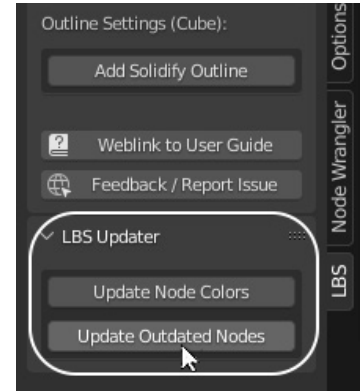 Outline Settings (Cube):
Add Solidify Outline
Weblink to User Guide
Feedback / Report Issue
LBS Updater
Update Node Colors
Update Outdated Nodes
Options
Node Wrangler
LBS